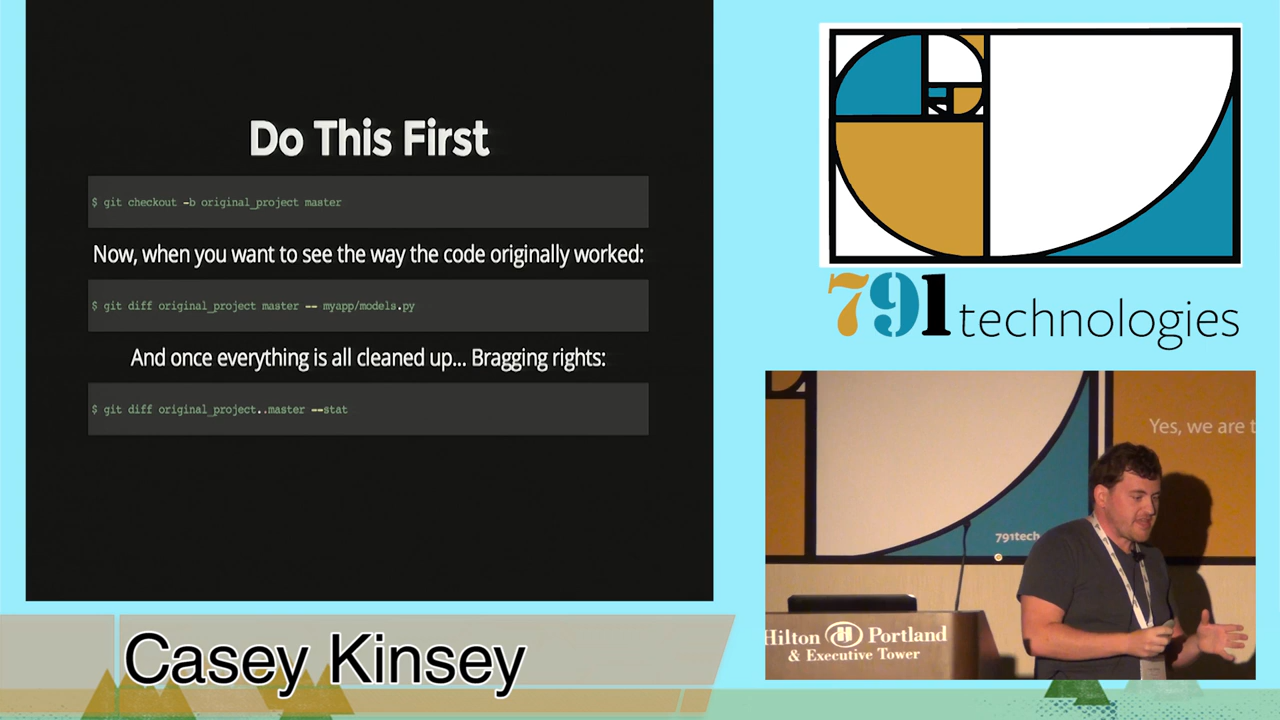 Do This First
$ git checkout -b original_project master
Now, when you want to see the way the code originally worked:
$ git diff original_project master -- myapp/models.py
And once everything is all cleaned up... Bragging rights:
$ git diff original_project..master --stat
791 technologies
Yes, we are t
791tech
Hilton Portland
& Executive Tower
Casey Kinsey